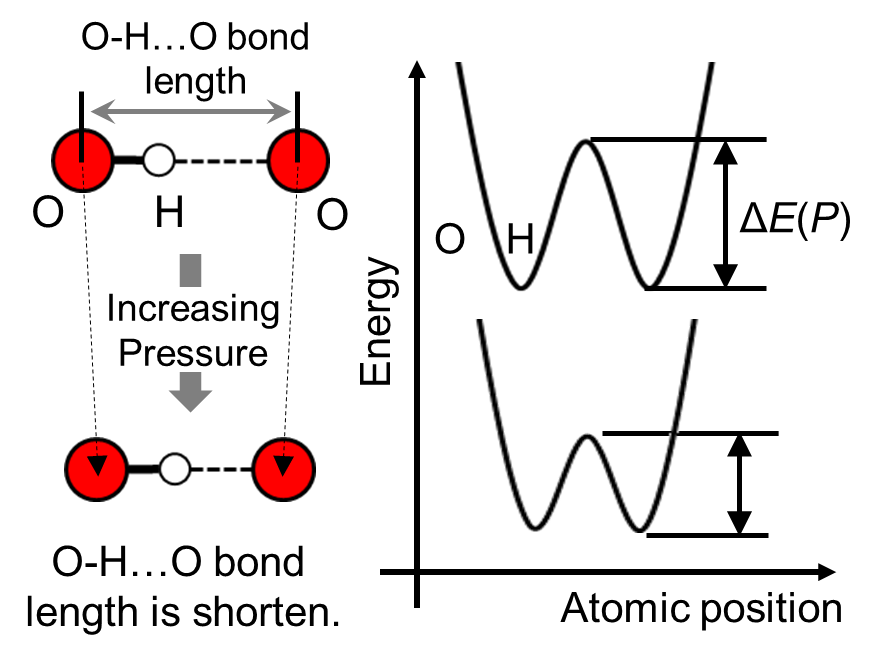 O-H…O bond
length
O
H
O
Increasing
Pressure
O-H…O bond
length is shorten.
Energy
O
H
ΔE(P)
Atomic position